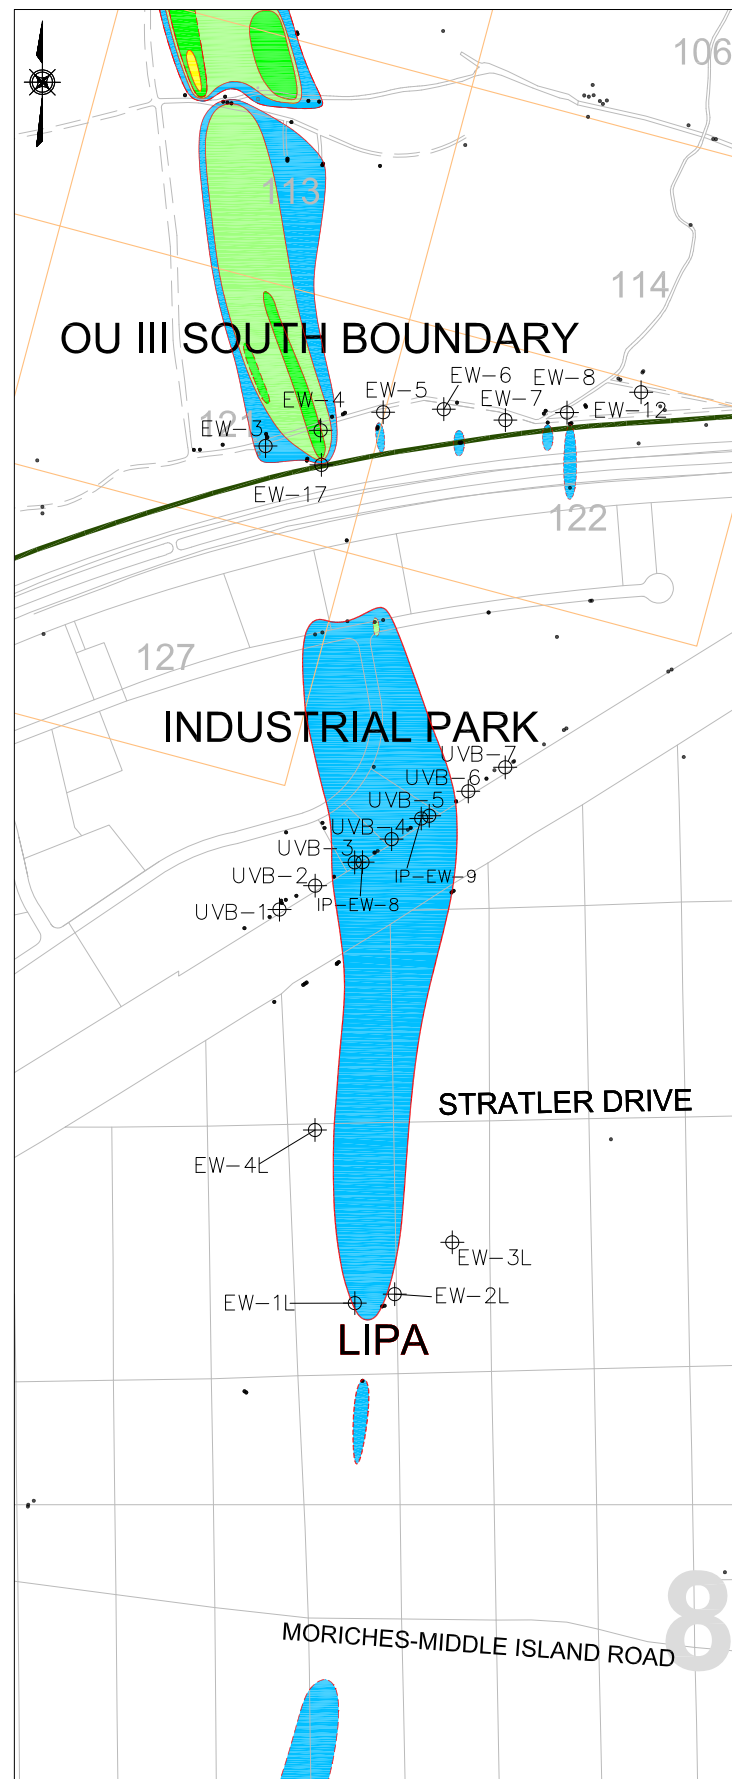 106
113
114
OU III SOUTH BOUNDARY
EW-6
EW-8
EW-5
EW-7
EW-4
EW-12
121
EW-3
EW-17
122
127
INDUSTRIAL PARK
UVB-7
UVB-6
UVB-5
UVB-4
UVB-3
UVB-2
IP-EW-9
UVB-1
IP-EW-8
STRATLER DRIVE
EW-4L
EW-3L
EW-1L
EW-2L
LIPA
8
MORICHES-MIDDLE ISLAND ROAD